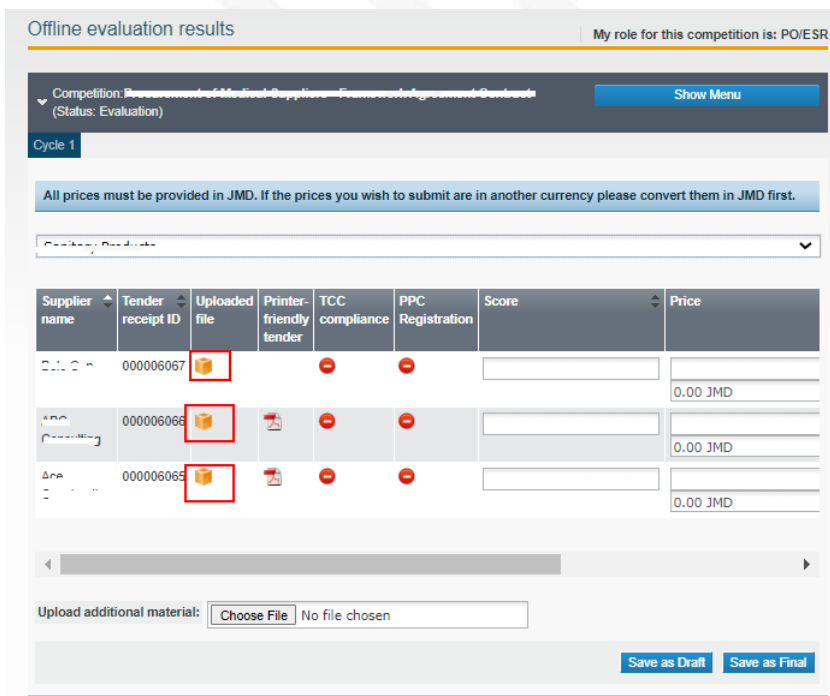 Offline evaluation results
My role for this competition is: PO/ESR
Competition:
Show Menu
(Status: Evaluation)
Cycle 1
All prices must be provided in JMD. If the prices you wish to submit are in another currency please convert them in JMD first.
Supplier name Tender receipt ID Uploaded file Printer-friendly tender TCC compliance PPC Registration Score Price
000006067
0.00 JMD
000006066
0.00 JMD
000006065
0.00 JMD
Upload additional material: Choose File No file chosen
Save as Draft Save as Final